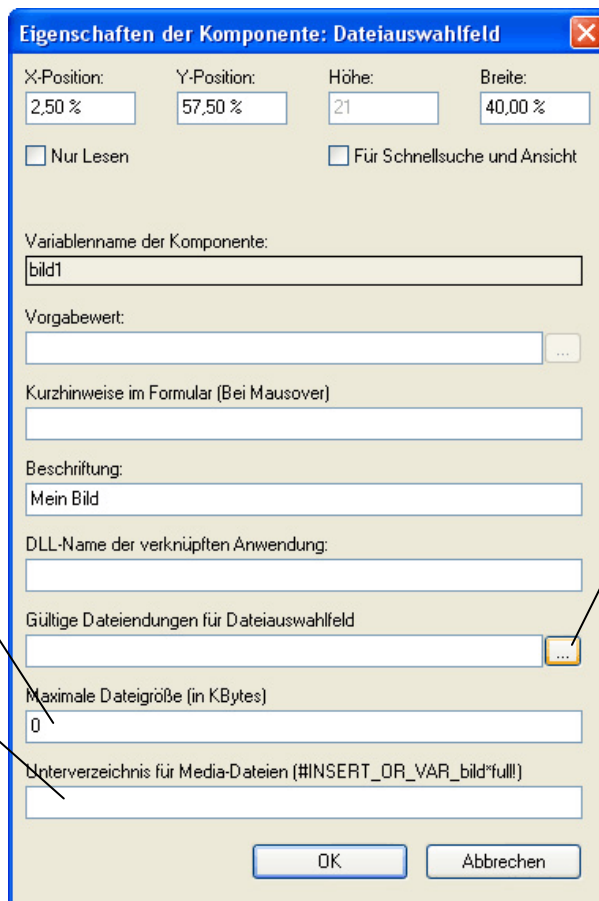 Eigenschaften der Komponente: Dateiauswahlfeld
X-Position: Y-Position: Höhe: Breite:
2,50 % 57,50 % 21 40,00 %
Nur Lesen Für Schnellsuche und Ansicht
Variablenname der Komponente:
bild1
Vorgabewert:
...
Kurzhinweise im Formular (Bei Mausover)
Beschriftung:
Mein Bild
DLL-Name der verknüpften Anwendung:
Gültige Dateiendungen für Dateiauswahlfeld
...
Maximale Dateigröße (in KBytes)
0
Unterverzeichnis für Media-Dateien (#INSERT_OR_VAR_bild*full!)
OK Abbrechen